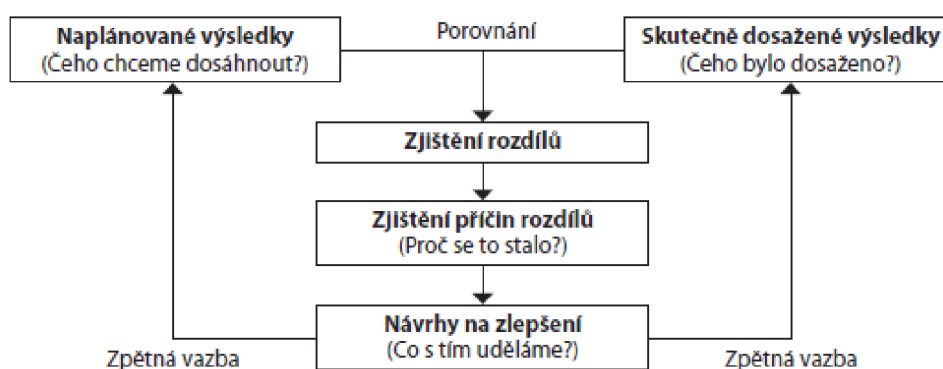 Naplánované výsledky
(Čeho chceme dosáhnout?)
Porovnání
Skutečně dosažené výsledky
(Čeho bylo dosaženo?)
Zjištění rozdílů
Zjištění příčin rozdílů
(Proč se to stalo?)
Návrhy na zlepšení
(Co s tím uděláme?)
Zpětná vazba
Zpětná vazba